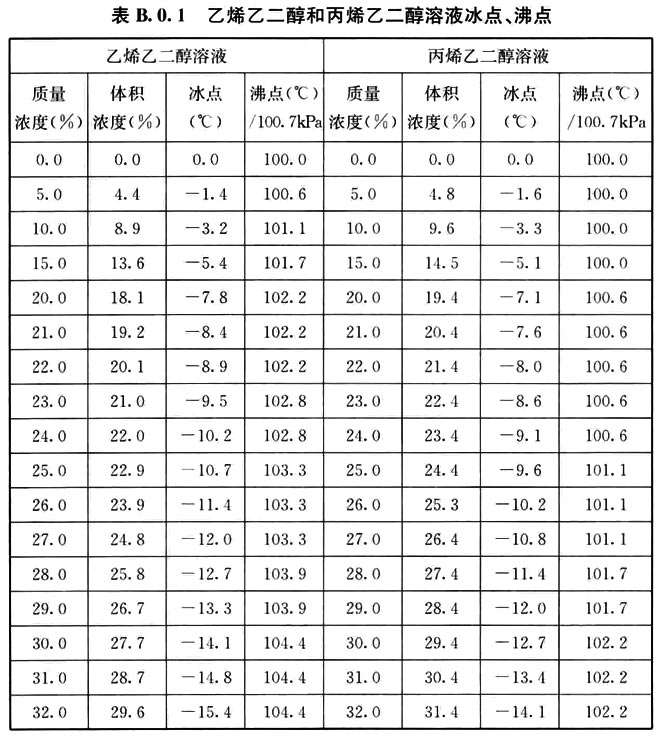 表 B.0.1 乙烯乙二醇和丙烯乙二醇溶液冰点、沸点
乙烯乙二醇溶液 丙烯乙二醇溶液
质量 体积 冰点 沸点(℃) 质量 体积 冰点 沸点(℃)
浓度(%) 浓度(%) (℃) /100.7kPa 浓度(%) 浓度(%) (℃) /100.7kPa
0.0 0.0 0.0 100.0 0.0 0.0 0.0 100.0
5.0 4.4 -1.4 100.6 5.0 4.8 -1.6 100.0
10.0 8.9 -3.2 101.1 10.0 9.6 -3.3 100.0
15.0 13.6 -5.4 101.7 15.0 14.5 -5.1 100.0
20.0 18.1 -7.8 102.2 20.0 19.4 -7.1 100.6
21.0 19.2 -8.4 102.2 21.0 20.4 -7.6 100.6
22.0 20.1 -8.9 102.2 22.0 21.4 -8.0 100.6
23.0 21.0 -9.5 102.8 23.0 22.4 -8.6 100.6
24.0 22.0 -10.2 102.8 24.0 23.4 -9.1 100.6
25.0 22.9 -10.7 103.3 25.0 24.4 -9.6 101.1
26.0 23.9 -11.4 103.3 26.0 25.3 -10.2 101.1
27.0 24.8 -12.0 103.3 27.0 26.4 -10.8 101.1
28.0 25.8 -12.7 103.9 28.0 27.4 -11.4 101.7
29.0 26.7 -13.3 103.9 29.0 28.4 -12.0 101.7
30.0 27.7 -14.1 104.4 30.0 29.4 -12.7 102.2
31.0 28.7 -14.8 104.4 31.0 30.4 -13.4 102.2
32.0 29.6 -15.4 104.4 32.0 31.4 -14.1 102.2